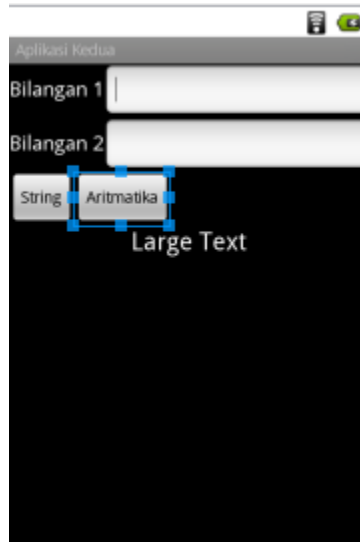 Aplikasi Kedua
Bilangan 1
Bilangan 2
String Aritmatika
Large Text